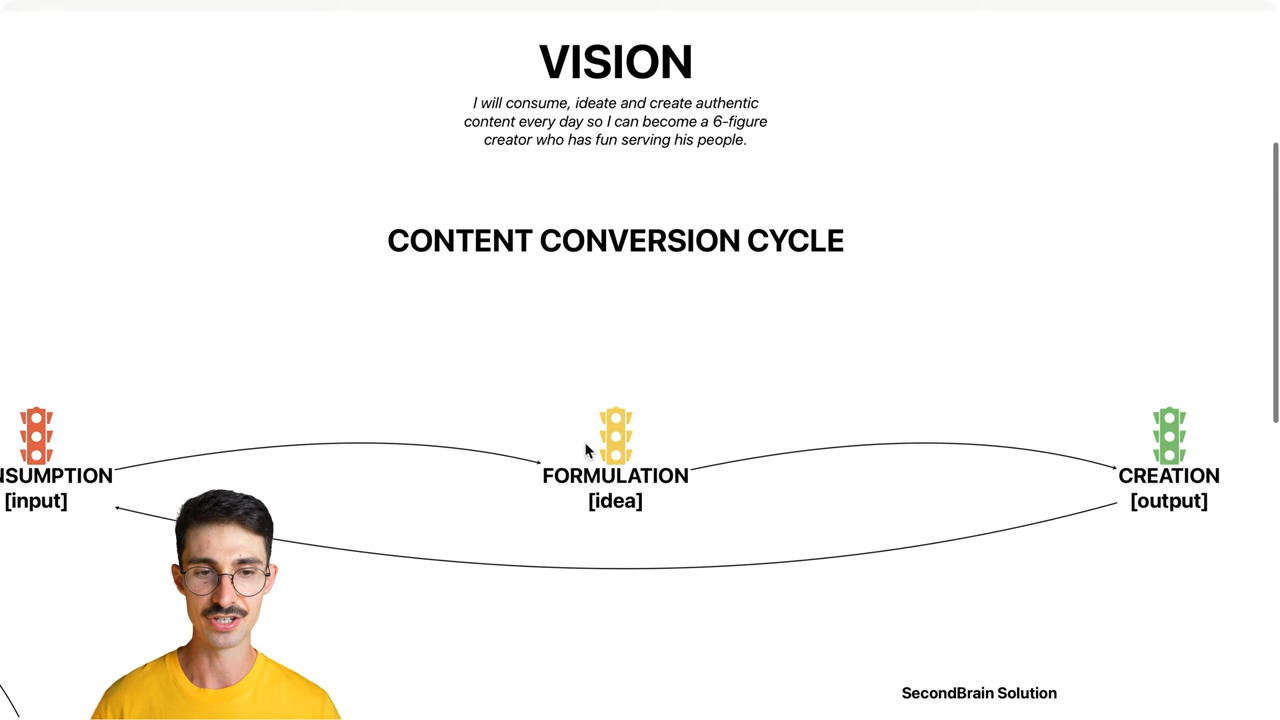 VISION
I will consume, ideate and create authentic
content every day so I can become a 6-figure
creator who has fun serving his people.
CONTENT CONVERSION CYCLE
NSUMPTION
[input]
FORMULATION
[idea]
CREATION
[output]
SecondBrain Solution